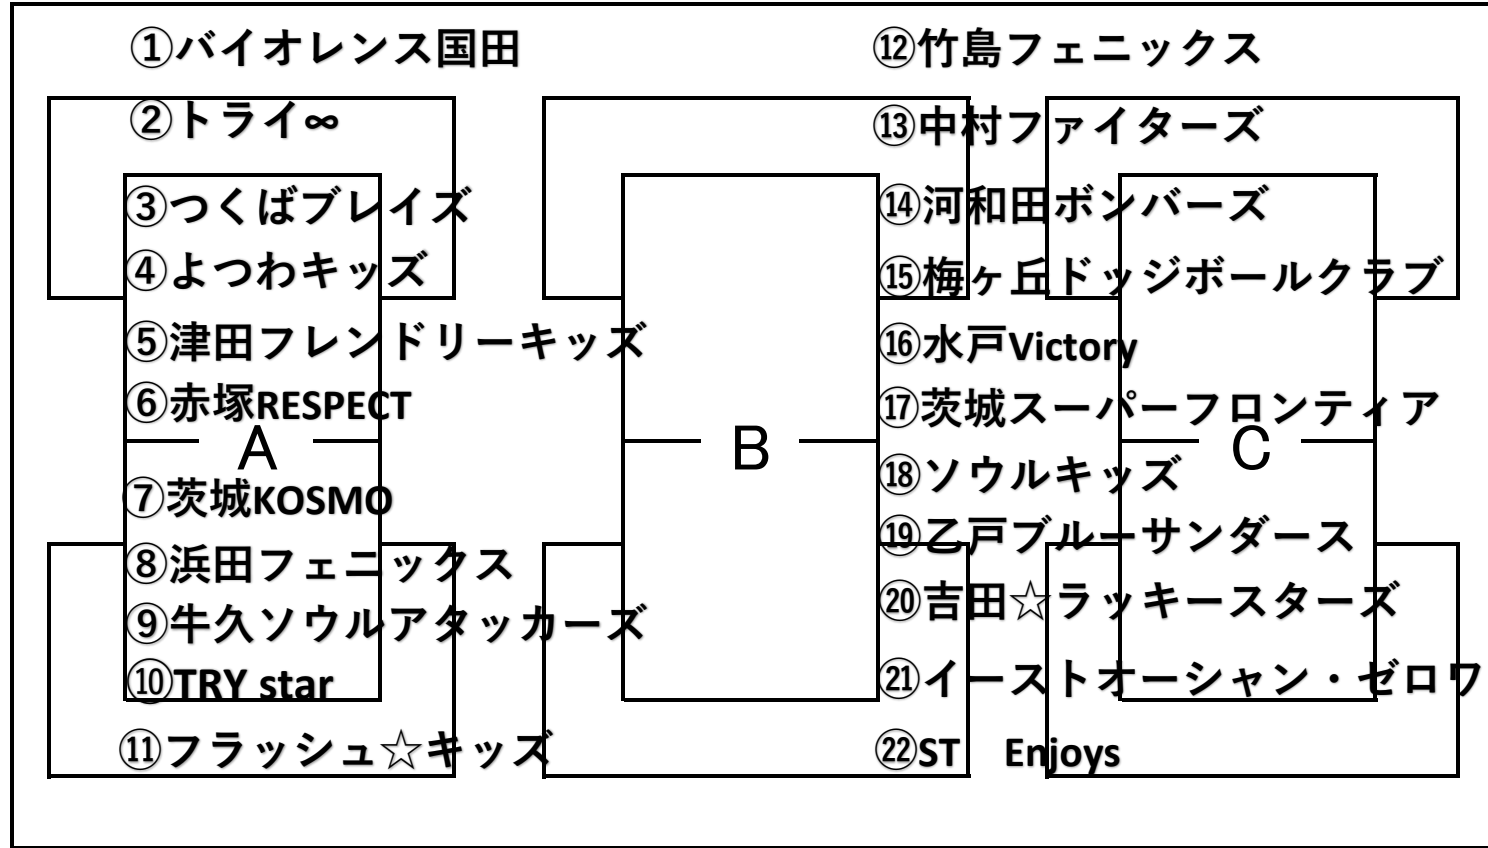 ①バイオレンス国田
②トライ∞
③つくばブレイズ
④よつわキッズ
⑤津田フレンドリーキッズ
⑥赤塚RESPECT
A
⑦茨城KOSMO
⑧浜田フェニックス
⑨牛久ソウルアタッカーズ
⑩TRY star
⑪フラッシュ☆キッズ
B
⑫竹島フェニックス
⑬中村ファイターズ
⑭河和田ボンバーズ
⑮梅ヶ丘ドッジボールクラブ
⑯水戸Victory
⑰茨城スーパーフロンティア
C
⑱ソウルキッズ
⑲乙戸ブルーサンダース
⑳吉田☆ラッキースターズ
㉑イーストオーシャン・ゼロワ
㉒ST　Enjoys